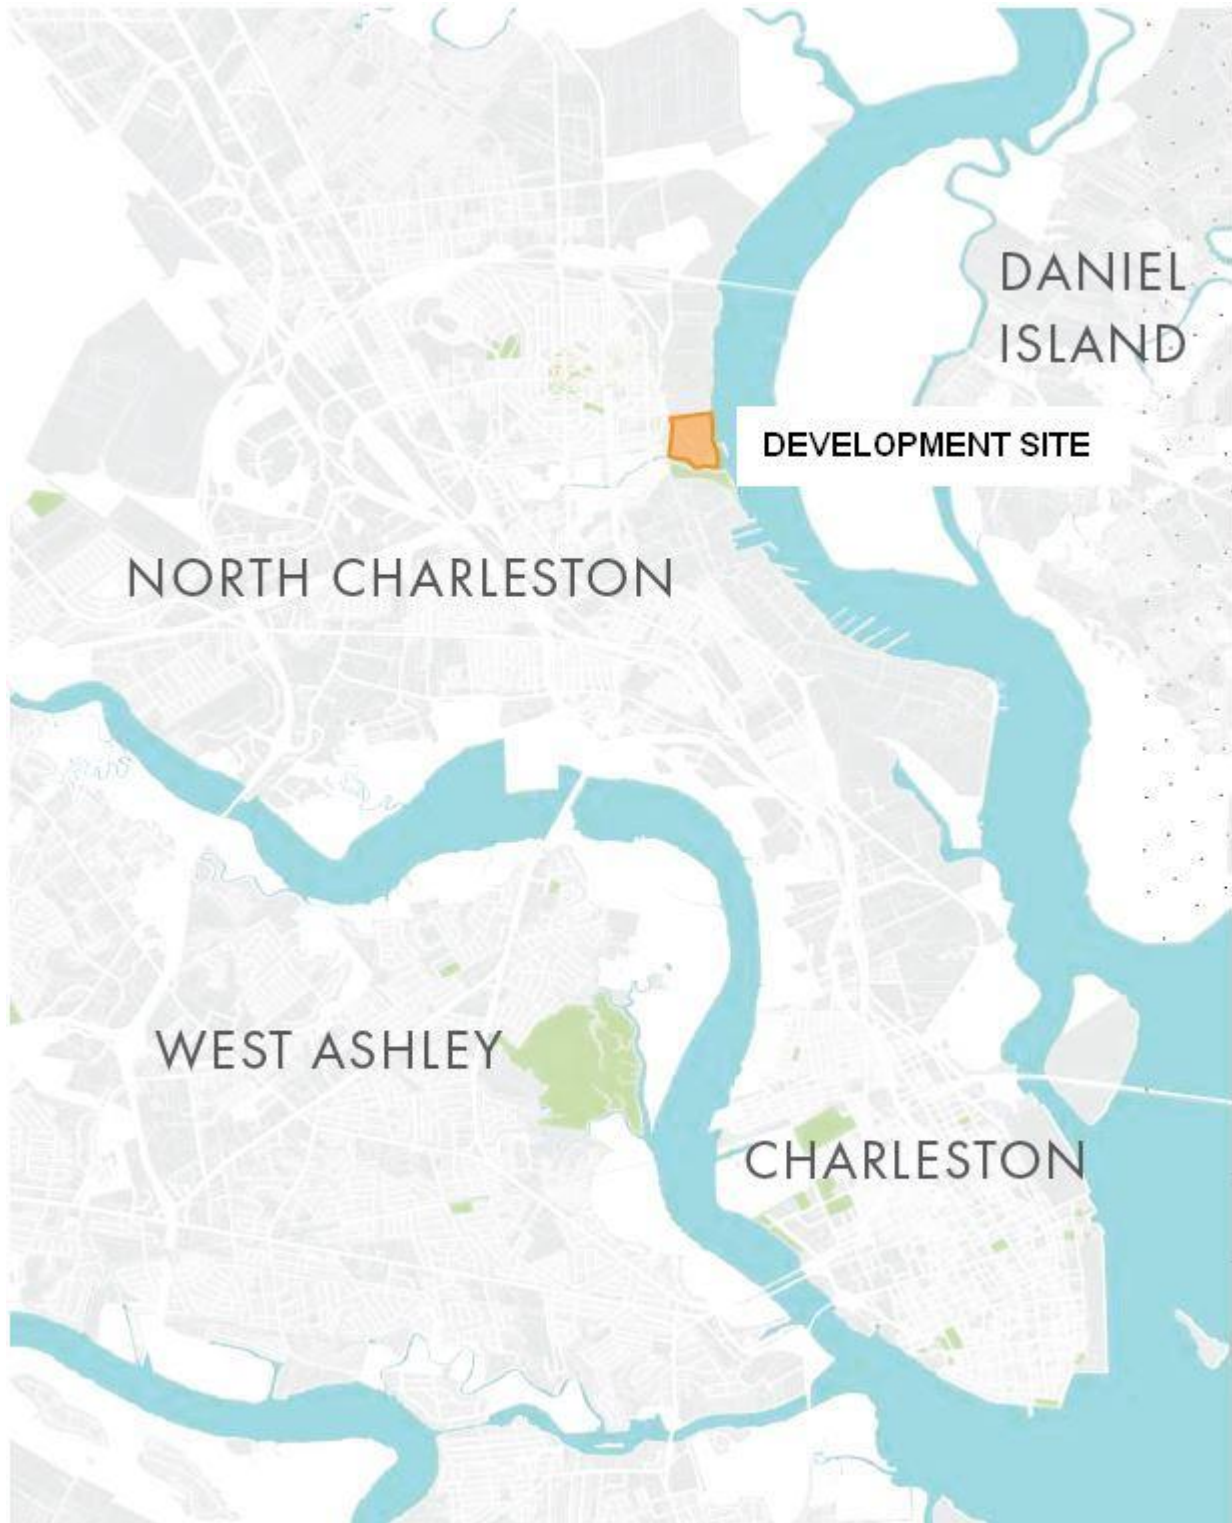 DANIEL
ISLAND
DEVELOPMENT SITE
NORTH CHARLESTON
WEST ASHLEY
CHARLESTON